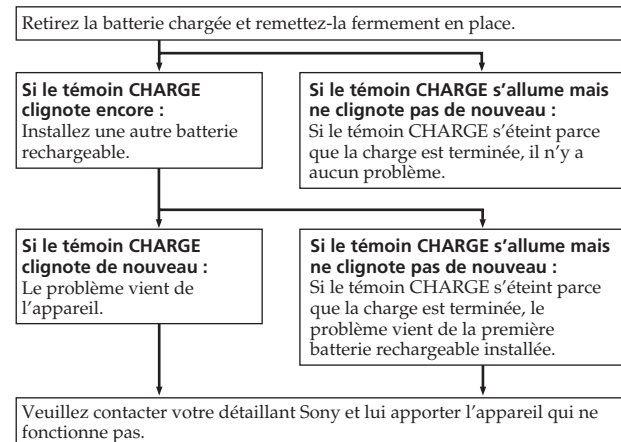 Retirez la batterie chargée et remettez-la fermement en place.
Si le témoin CHARGE
clignote encore :
Installez une autre batterie
rechargeable.
Si le témoin CHARGE s'allume mais
ne clignote pas de nouveau :
Si le témoin CHARGE s'éteint parce
que la charge est terminée, il n'y a
aucun problème.
Si le témoin CHARGE
clignote de nouveau :
Le problème vient de
l'appareil.
Si le témoin CHARGE s'allume mais
ne clignote pas de nouveau :
Si le témoin CHARGE s'éteint parce
que la charge est terminée, le
problème vient de la première
batterie rechargeable installée.
Veuillez contacter votre détaillant Sony et lui apporter l'appareil qui ne
fonctionne pas.